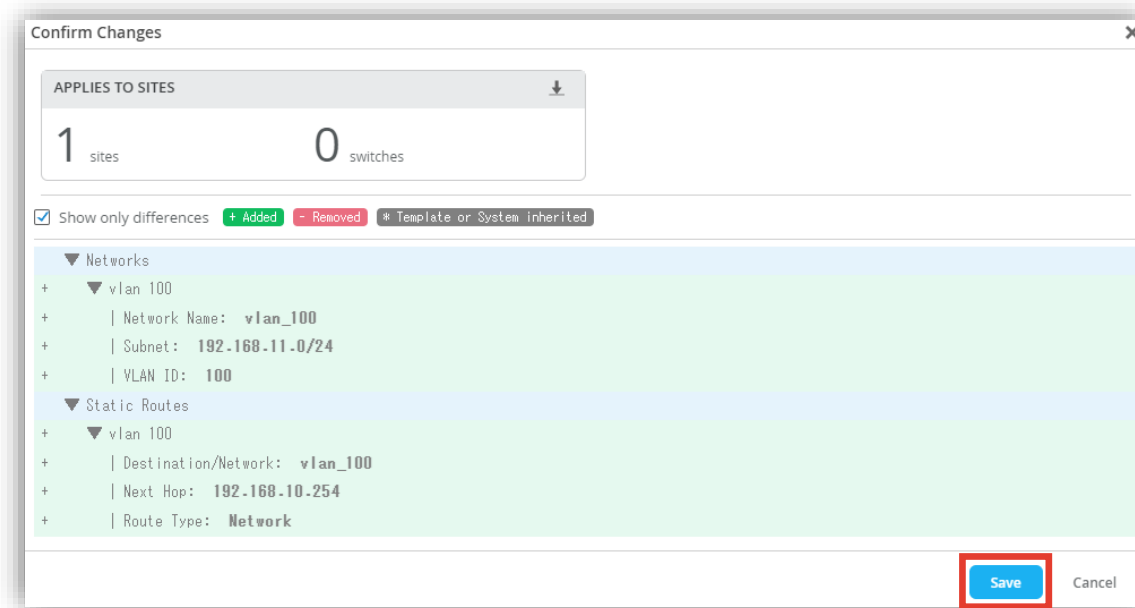 Confirm Changes
APPLIES TO SITES
1 sites 0 switches
Show only differences + Added - Removed * Template or System inherited
▼ Networks
+ ▼ vlan 100
+ | Network Name: vlan_100
+ | Subnet: 192.168.11.0/24
+ | VLAN ID: 100
▼ Static Routes
+ ▼ vlan 100
+ | Destination/Network: vlan_100
+ | Next Hop: 192.168.10.254
+ | Route Type: Network
Save Cancel